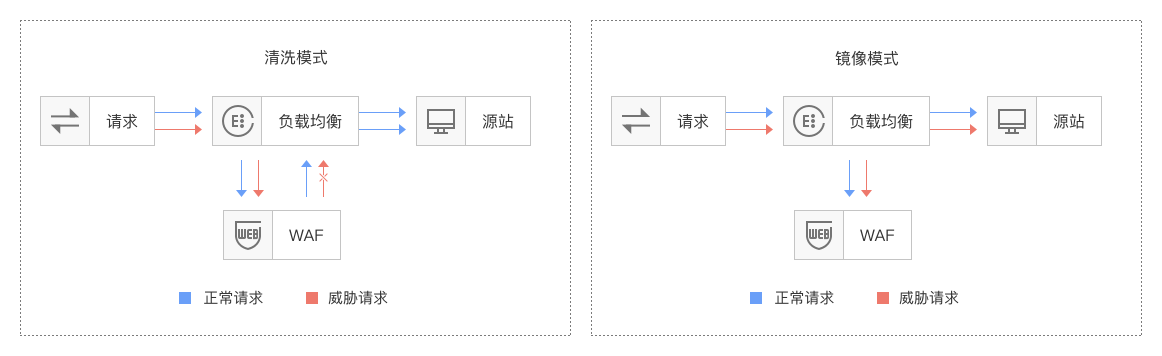 清洗模式
请求
负载均衡
源站
WEB
WAF
正常请求
威胁请求
镜像模式
请求
负载均衡
源站
WEB
WAF
正常请求
威胁请求